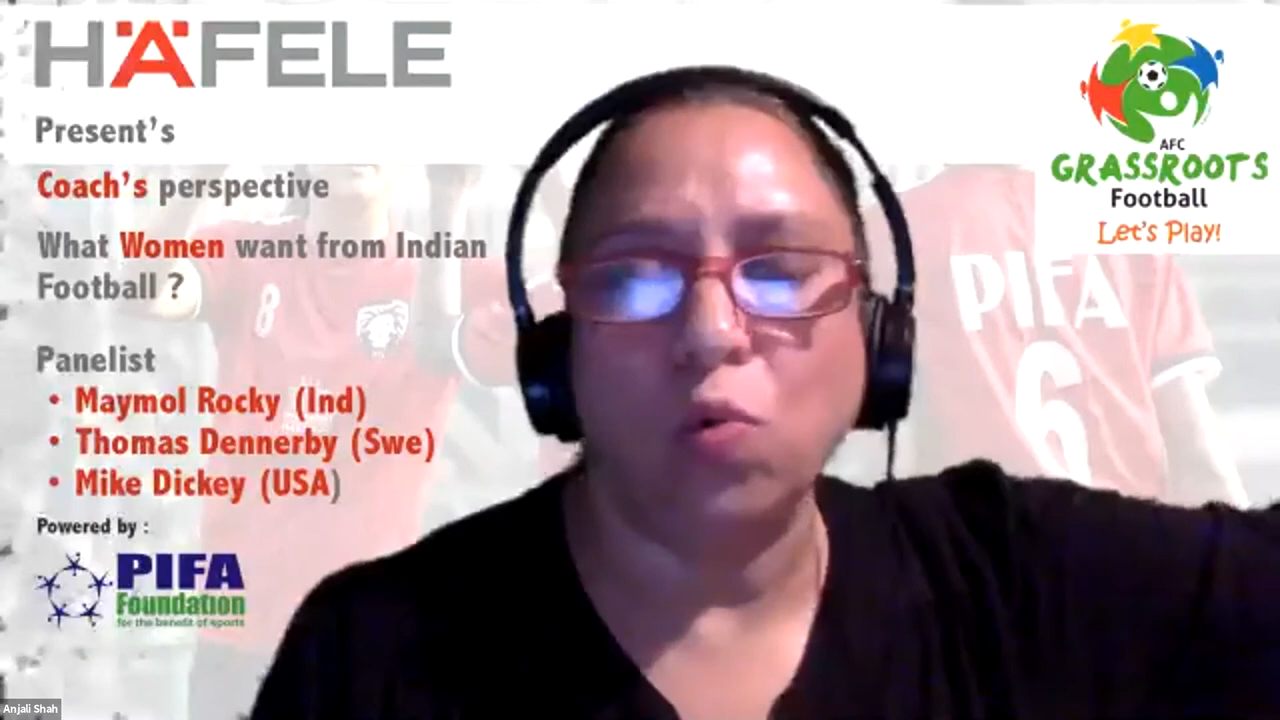 HÄFELE
Present's
Coach's perspective
What Women want from Indian
Football ?
Panelist
• Maymol Rocky (Ind)
• Thomas Dennerby (Swe)
• Mike Dickey (USA)
Powered by :
PIFA
Foundation
for the benefit of sports
AFC
GRASSROOTS
Football
Let's Play!
8
PIFA
6
Anjali Shah